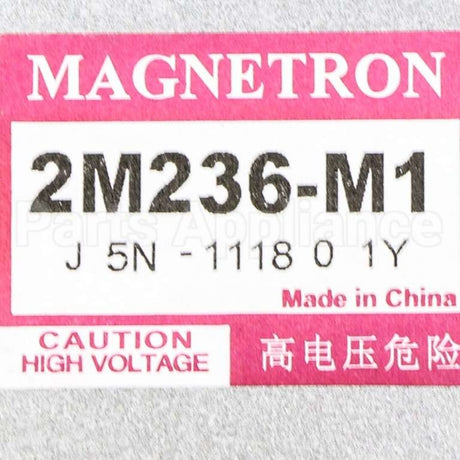 MAGNETRON
2M236-M1
Parts Appliance
J 5N -1118 0 1Y
Made in China
CAUTION
HIGH VOLTAGE
高电压危险